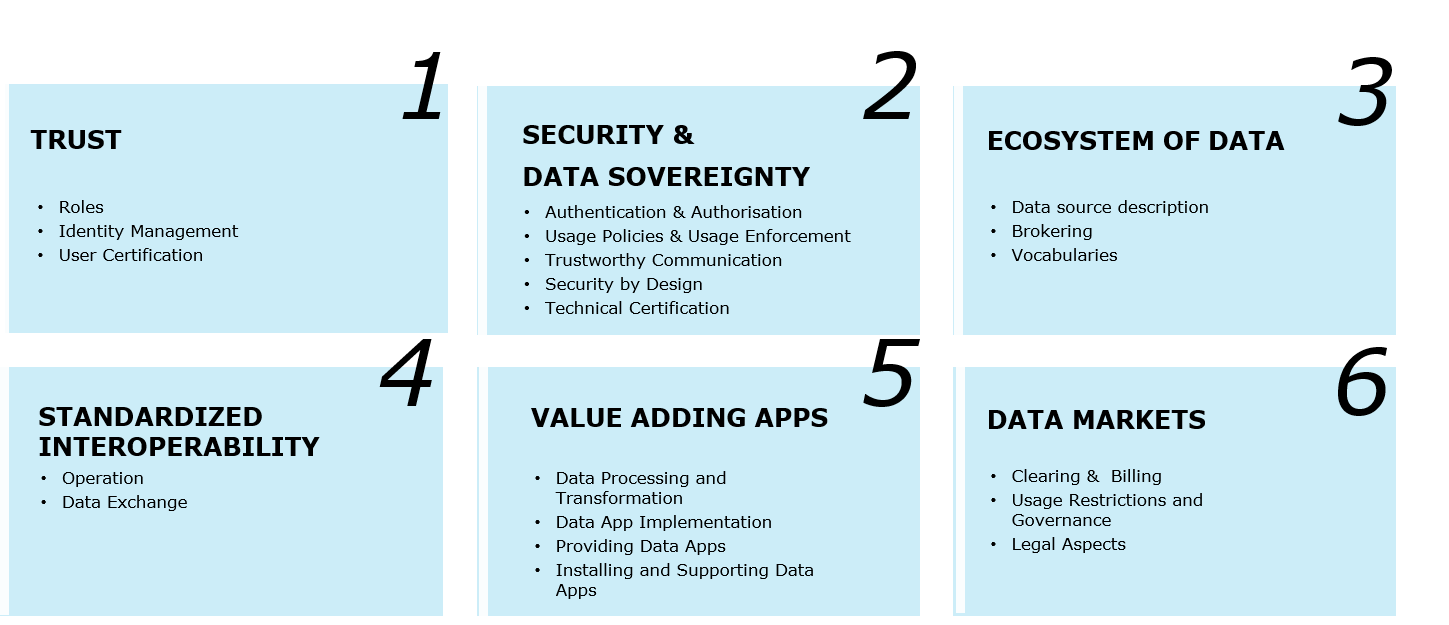 1
TRUST
• Roles
• Identity Management
• User Certification
2
SECURITY &
DATA SOVEREIGNTY
• Authentication & Authorisation
• Usage Policies & Usage Enforcement
• Trustworthy Communication
• Security by Design
• Technical Certification
3
ECOSYSTEM OF DATA
• Data source description
• Brokering
• Vocabularies
4
STANDARDIZED
INTEROPERABILITY
• Operation
• Data Exchange
5
VALUE ADDING APPS
• Data Processing and
Transformation
• Data App Implementation
• Providing Data Apps
• Installing and Supporting Data
Apps
6
DATA MARKETS
• Clearing &  Billing
• Usage Restrictions and
Governance
• Legal Aspects